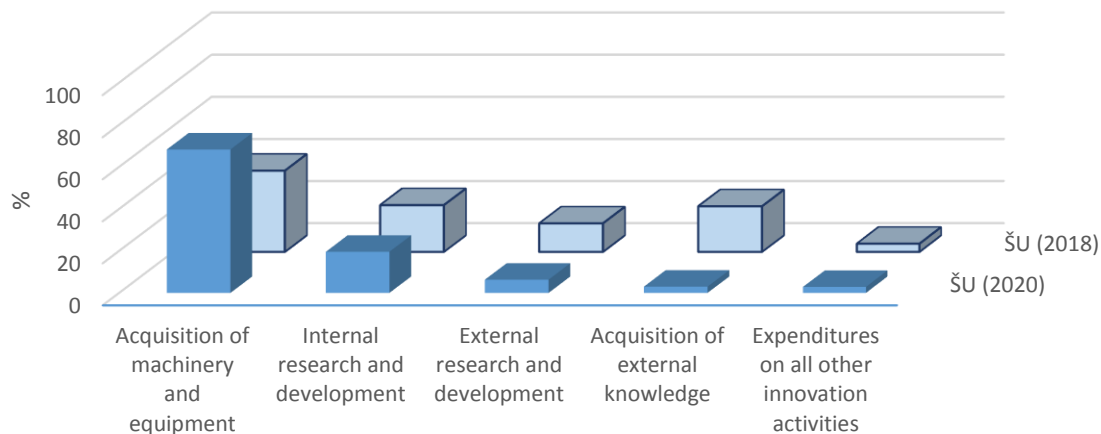 100
80
60
40
20
0
%
ŠU (2018)
ŠU (2020)
Acquisition of
machinery
and
equipment
Internal
research and
development
External
research and
development
Acquisition of
external
knowledge
Expenditures
on all other
innovation
activities